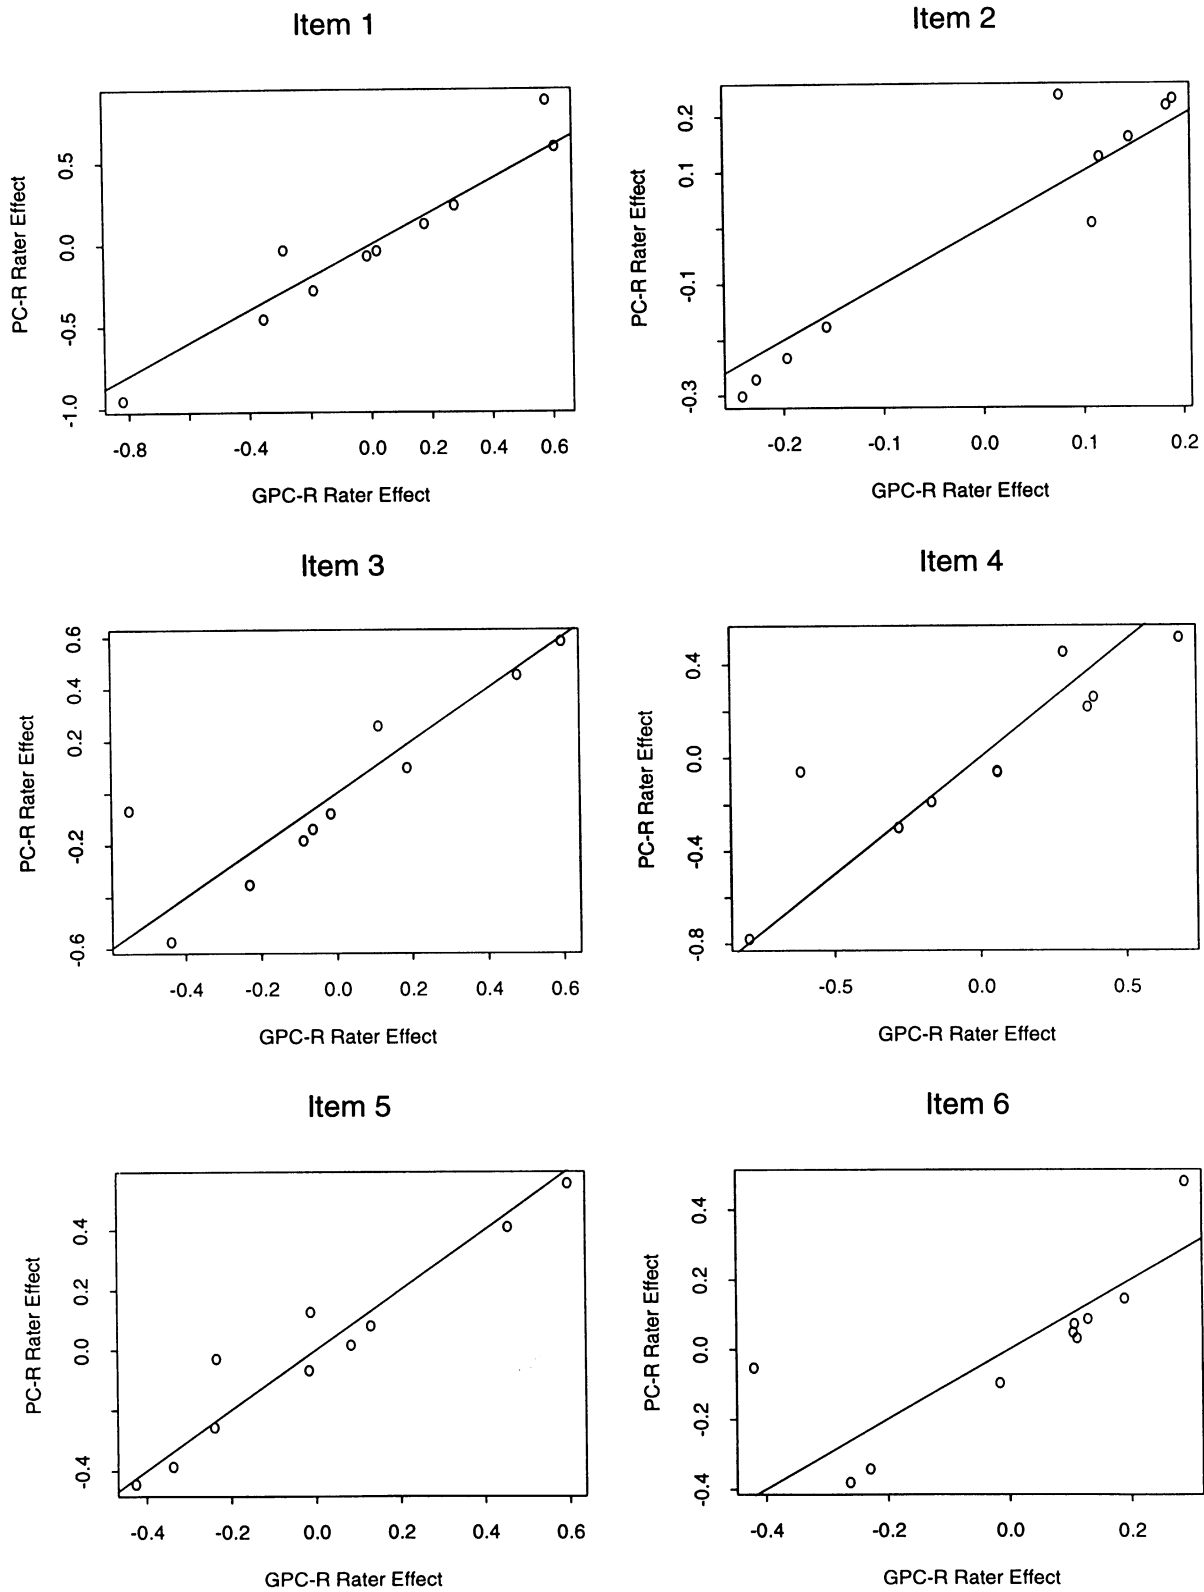 Item 1
PC-R Rater Effect
0.5
0.0
-0.5
-1.0
-0.8 -0.4 0.0 0.2 0.4 0.6
GPC-R Rater Effect
Item 2
PC-R Rater Effect
0.2
0.1
-0.1
-0.3
-0.2 -0.1 0.0 0.1 0.2
GPC-R Rater Effect
Item 3
PC-R Rater Effect
0.6
0.4
0.2
-0.2
-0.6
-0.4 -0.2 0.0 0.2 0.4 0.6
GPC-R Rater Effect
Item 4
PC-R Rater Effect
0.4
0.0
-0.4
-0.8
-0.5 0.0 0.5
GPC-R Rater Effect
Item 5
PC-R Rater Effect
0.4
0.2
0.0
-0.4
-0.4 -0.2 0.0 0.2 0.4 0.6
GPC-R Rater Effect
Item 6
PC-R Rater Effect
0.4
0.2
0.0
-0.2
-0.4
-0.4 -0.2 0.0 0.2
GPC-R Rater Effect